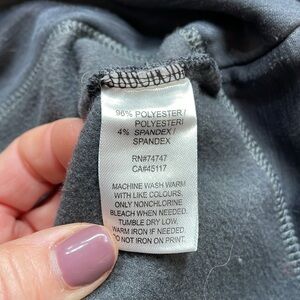 96% POLYESTER /
POLYESTER/
4% SPANDEX /
SPANDEX
RN#74747
CA#45117
MACHINE WASH WARM
WITH LIKE COLOURS.
ONLY NONCHLORINE
BLEACH WHEN NEEDED.
TUMBLE DRY LOW.
WARM IRON IF NEEDED.
DO NOT IRON ON PRINT.